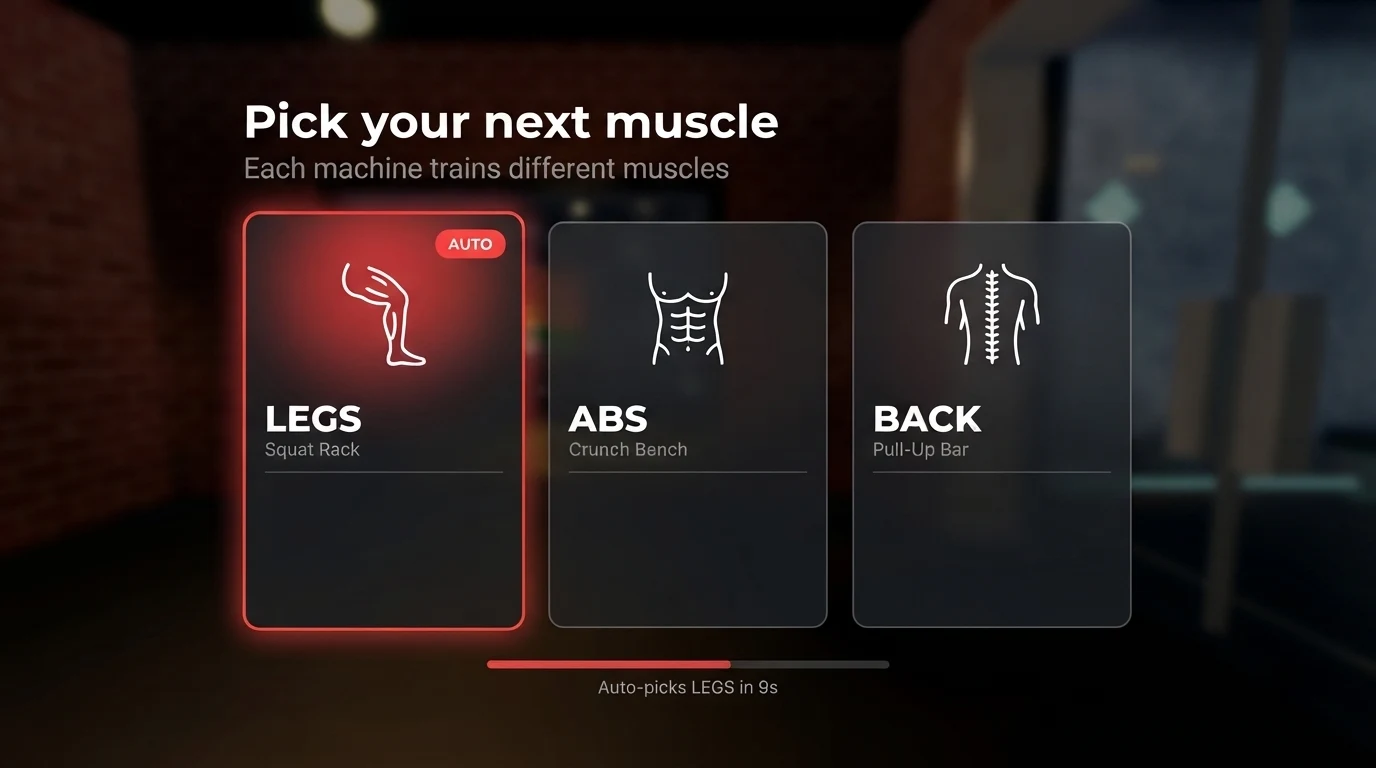 Pick your next muscle
Each machine trains different muscles
AUTO
LEGS
Squat Rack
ABS
Crunch Bench
BACK
Pull-Up Bar
Auto-picks LEGS in 9s